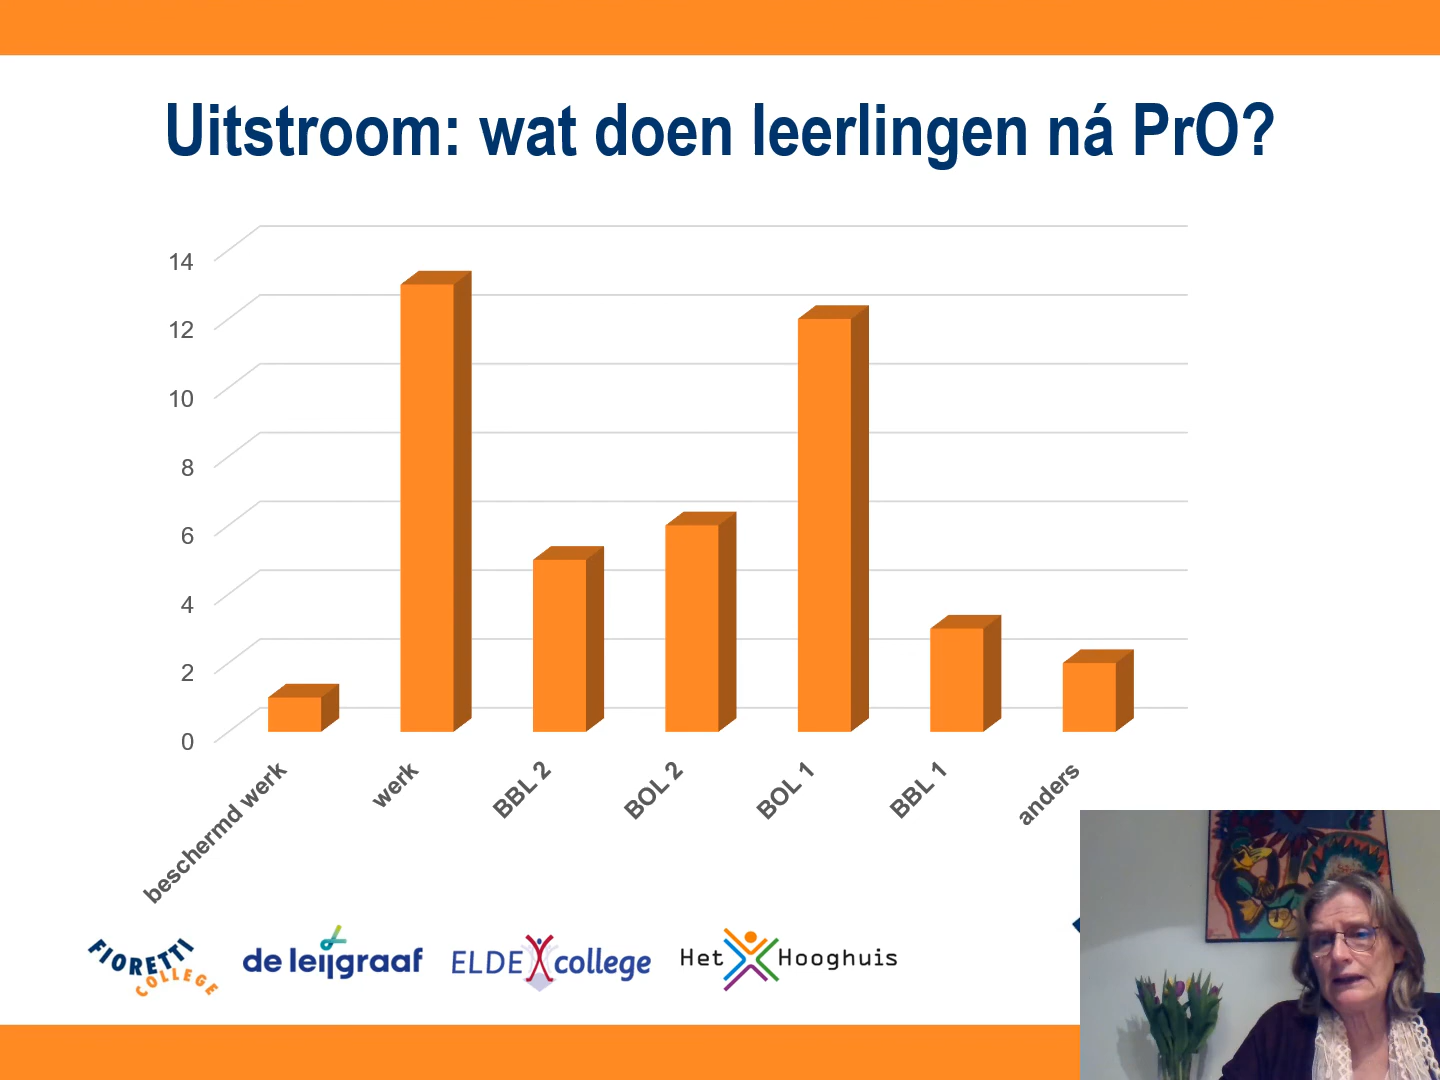 Uitstroom: wat doen leerlingen ná PrO?
14
12
10
8
6
4
2
0
beschermd werk
werk
BBL 2
BOL 2
BOL 1
BBL 1
anders
FIORETTI
COLLEGE
de leijgraaf
ELDE college
Het Hooghuis